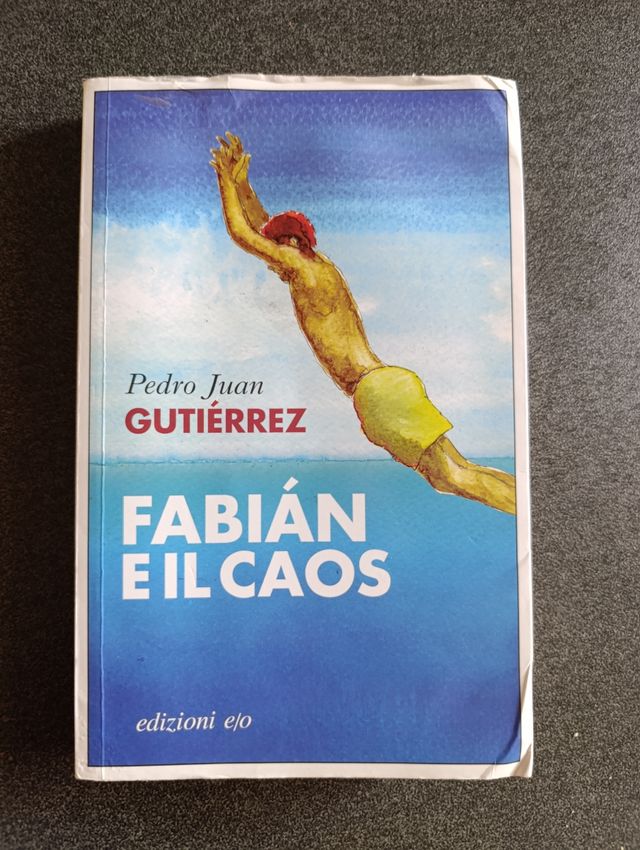 Pedro Juan
GUTIÉRREZ
FABIÁN
E IL CAOS
edizioni e/o